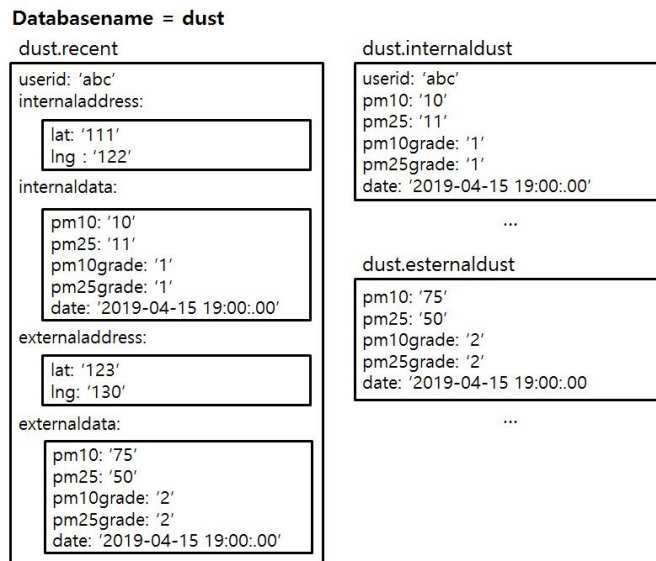 Databasename = dust
dust.recent
userid: 'abc'
internaladdress:
lat: '111'
lng : '122'
internaldata:
pm10: '10'
pm25: '11'
pm10grade: '1'
pm25grade: '1'
date: '2019-04-15 19:00:.00'
externaladdress:
lat: '123'
lng: '130'
externaldata:
pm10: '75'
pm25: '50'
pm10grade: '2'
pm25grade: '2'
date: '2019-04-15 19:00:.00'
dust.internaldust
userid: 'abc'
pm10: '10'
pm25: '11'
pm10grade: '1'
pm25grade: '1'
date: '2019-04-15 19:00:.00'
...
dust.esternaldust
pm10: '75'
pm25: '50'
pm10grade: '2'
pm25grade: '2'
date: '2019-04-15 19:00:.00
...